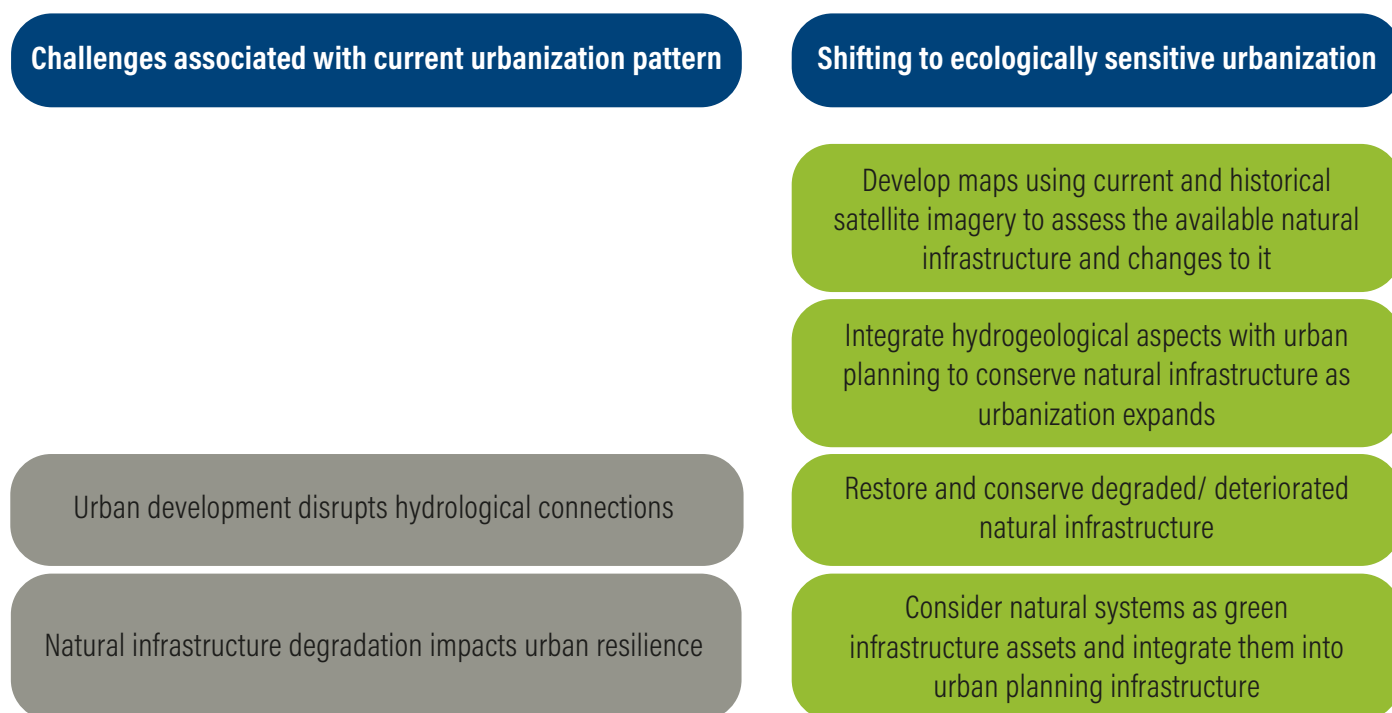 Challenges associated with current urbanization pattern
Shifting to ecologically sensitive urbanization
Develop maps using current and historical
satellite imagery to assess the available natural
infrastructure and changes to it
Integrate hydrogeological aspects with urban
planning to conserve natural infrastructure as
urbanization expands
Urban development disrupts hydrological connections
Restore and conserve degraded/ deteriorated
natural infrastructure
Natural infrastructure degradation impacts urban resilience
Consider natural systems as green
infrastructure assets and integrate them into
urban planning infrastructure